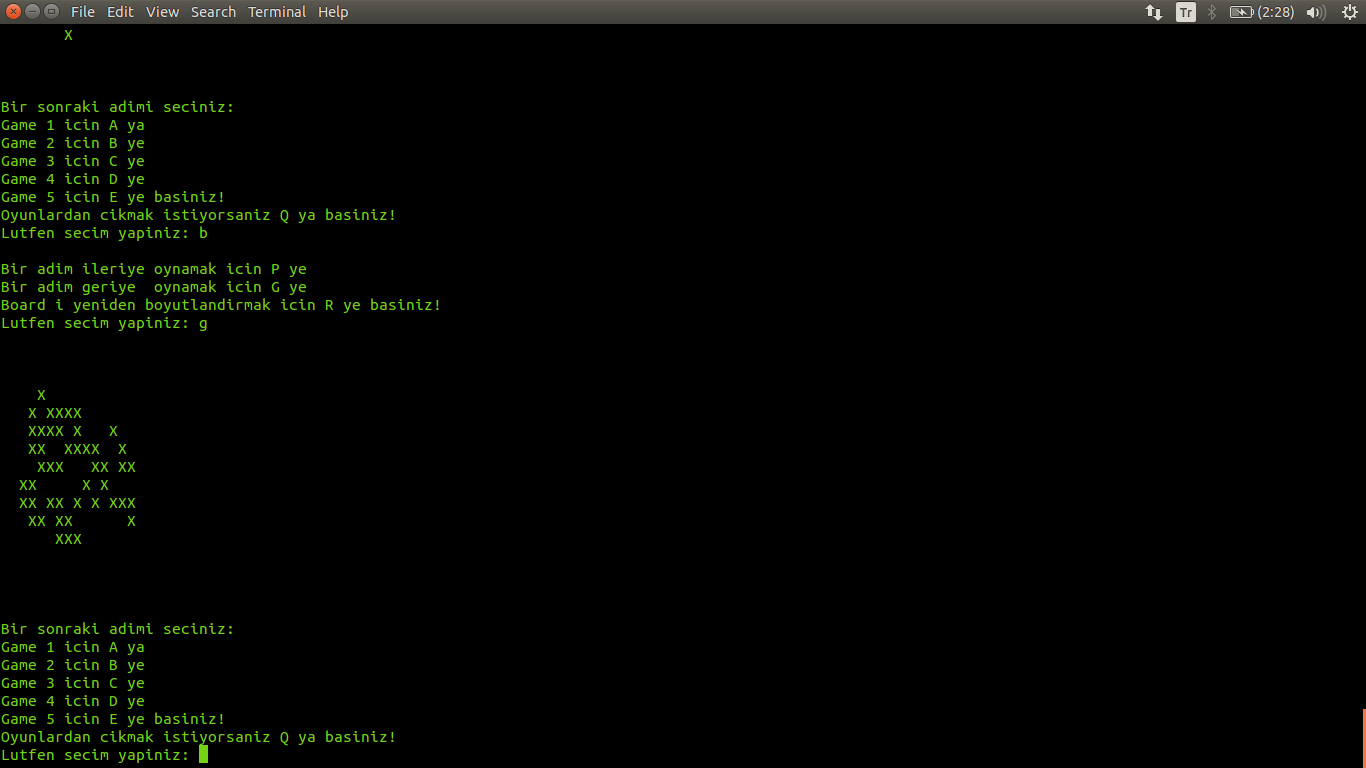 File Edit View Search Terminal Help Tr (2:28)
       X
Bir sonraki adimi seciniz:
Game 1 icin A ya
Game 2 icin B ye
Game 3 icin C ye
Game 4 icin D ye
Game 5 icin E ye basiniz!
Oyunlardan cikmak istiyorsaniz Q ya basiniz!
Lutfen secim yapiniz: b
Bir adim ileriye oynamak icin P ye
Bir adim geriye  oynamak icin G ye
Board i yeniden boyutlandirmak icin R ye basiniz!
Lutfen secim yapiniz: g
    X
   X XXXX
   XXXX X   X
   XX  XXXX  X
    XXX   XX XX
  XX     X X
  XX XX X X XXX
   XX XX      X
      XXX
Bir sonraki adimi seciniz:
Game 1 icin A ya
Game 2 icin B ye
Game 3 icin C ye
Game 4 icin D ye
Game 5 icin E ye basiniz!
Oyunlardan cikmak istiyorsaniz Q ya basiniz!
Lutfen secim yapiniz: